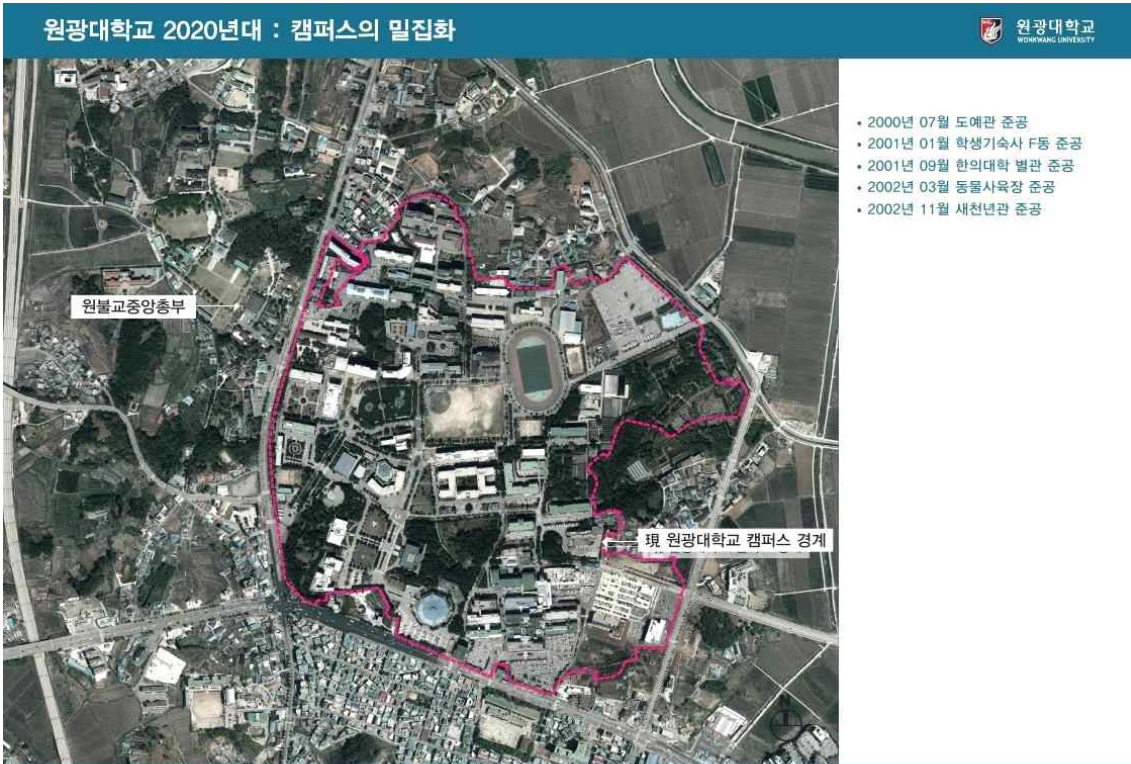 원광대학교 2020년대 : 캠퍼스의 밀집화
원광대학교
WONKWANG UNIVERSITY
• 2000년 07월 도예관 준공
• 2001년 01월 학생기숙사 F동 준공
• 2001년 09월 한의대학 별관 준공
• 2002년 03월 동물사육장 준공
• 2002년 11월 새천년관 준공
원불교중앙총부
現 원광대학교 캠퍼스 경계